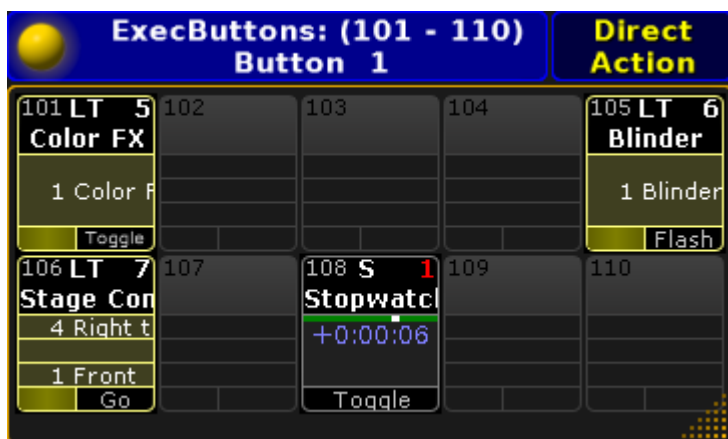 ExecButtons: (101 - 110)
Button 1
Direct
Action
101 LT 5
Color FX
1 Color F
Toggle
102
103
104
105 LT 6
Blinder
1 Blinder
Flash
106 LT 7
Stage Con
4 Right t
1 Front
Go
107
108 S 1
Stopwatcl
+0:00:06
Toggle
109
110